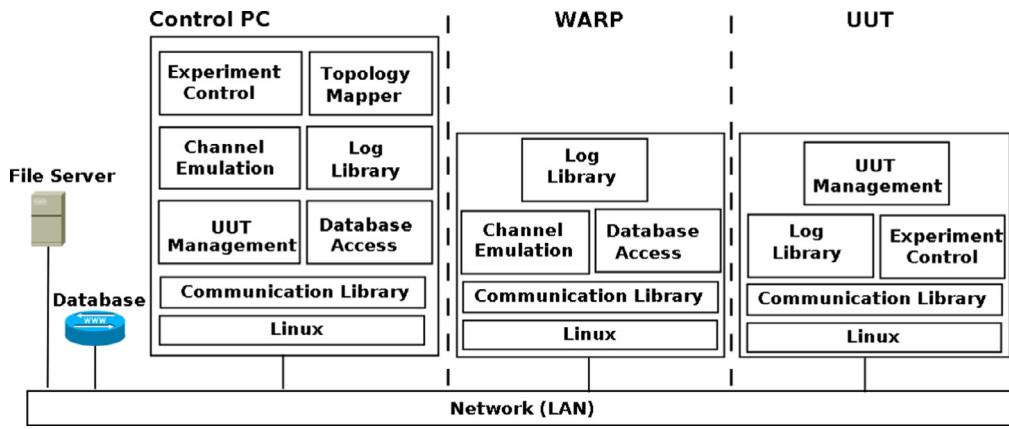 Control PC
WARP
UUT
Experiment
Control
Topology
Mapper
Channel
Emulation
Log
Library
UUT
Management
Database
Access
Communication Library
Linux
Log
Library
Channel
Emulation
Database
Access
Communication Library
Linux
UUT
Management
Log
Library
Experiment
Control
Communication Library
Linux
File Server
Database
WWW
Network (LAN)